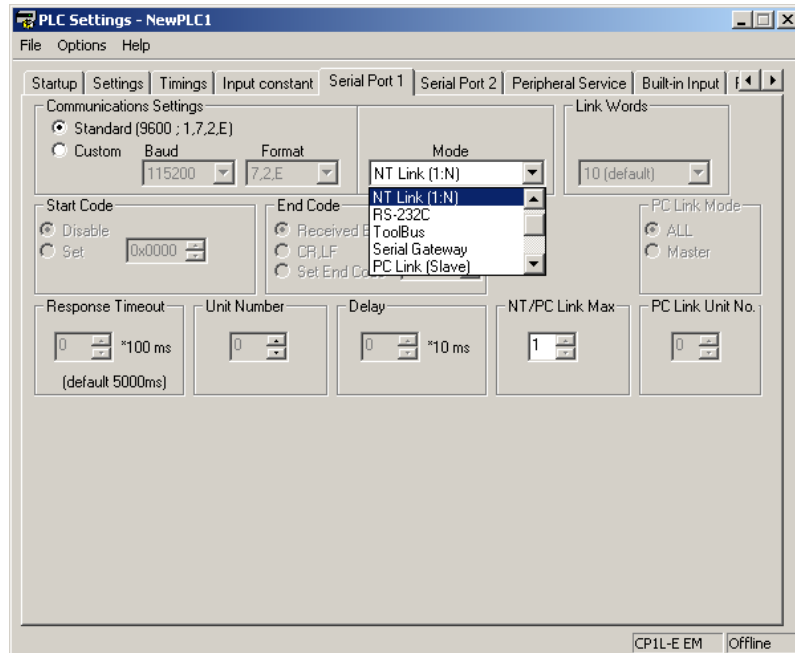 PLC Settings - NewPLC1
File Options Help
Startup Settings Timings Input constant Serial Port 1 Serial Port 2 Peripheral Service Built-in Input
Communications Settings
Link Words
Standard (9600 ; 1,7,2,E)
Custom Baud Format Mode
115200 7,2,E NT Link (1:N) 10 (default)
NT Link (1:N)
RS-232C
ToolBus
Serial Gateway
PC Link (Slave)
Start Code End Code PC Link Mode
Disable Received ALL
Set 0x0000 CR,LF Master
Set End
Response Timeout Unit Number Delay NT/PC Link Max PC Link Unit No.
0 *100 ms 0 0 *10 ms 1 0
(default 5000ms)
CP1L-E EM Offline